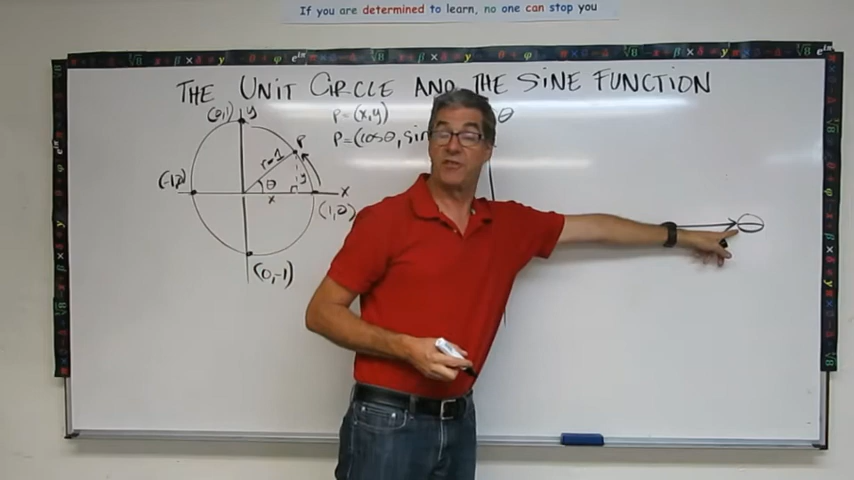 If you are determined to learn, no one can stop you
THE UNIT CIRCLE AND THE SINE FUNCTION
(0,1) y
P=(x,y)
θ
P=(cosθ, sin
P
r=1
θ
y
(-1,0)
x
x
(1,0)
θ
(0,-1)